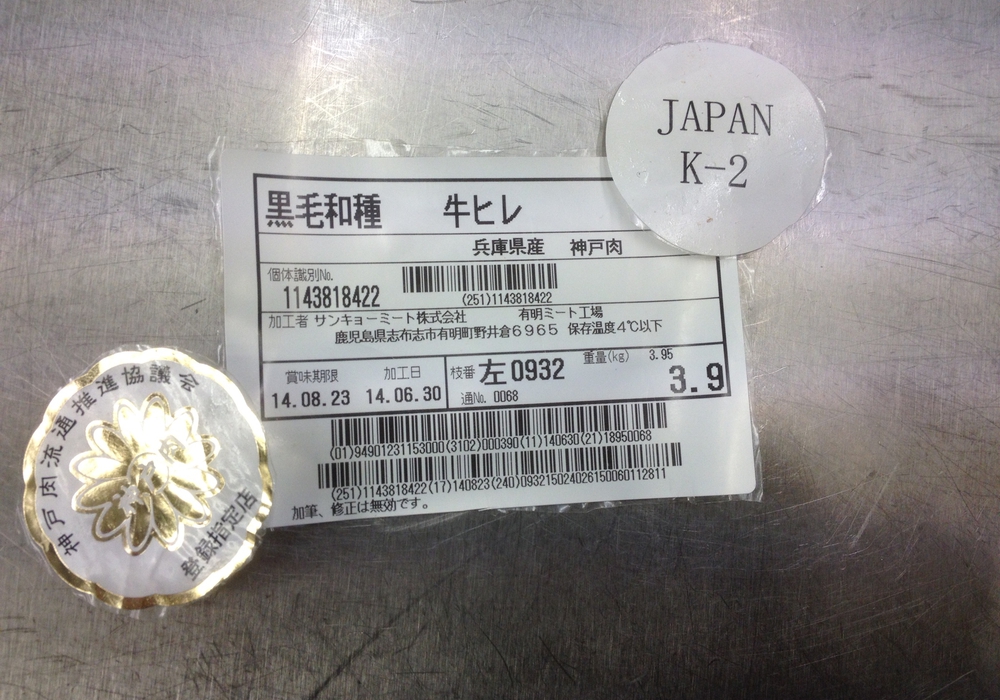 JAPAN
K-2
黒毛和種 牛ヒレ
兵庫県産 神戸肉
個体識別No.
1143818422
(251)1143818422
加工者 サンキョーミート株式会社 有明ミート工場
鹿児島県志布志市有明町野井倉6965 保存温度4℃以下
賞味期限 加工日
14.08.23 14.06.30
枝番 左0932
通No. 0068
重量(kg) 3.95
3.9
(01)94901231153000(3102)000390(11)140630(21)18950068
(251)1143818422(17)140823(240)09321502402615006​0112811
加筆、修正は無効です。
神戸肉流通推進協議会
登録指定店